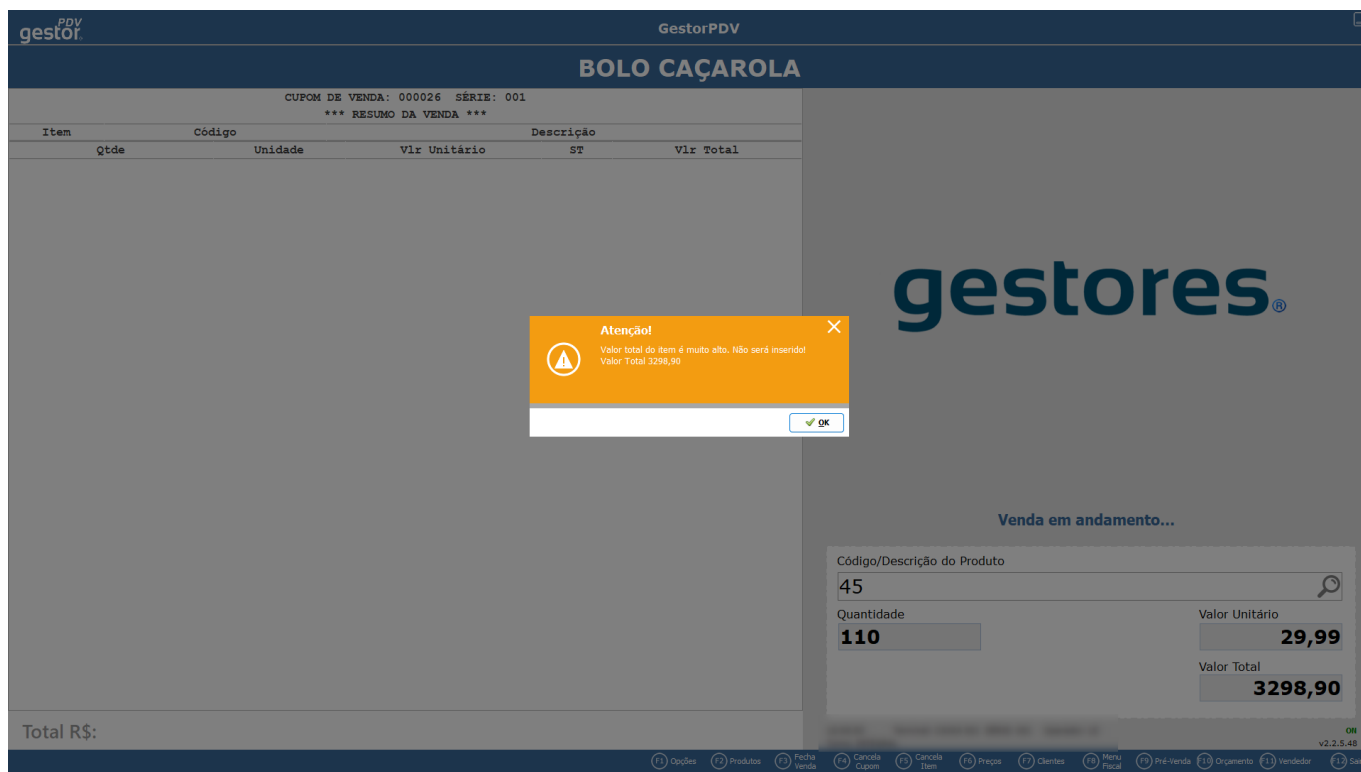 PDV
gestor
GestorPDV
BOLO CAÇAROLA
CUPOM DE VENDA: 000026 SÉRIE: 001
*** RESUMO DA VENDA ***
Item Código Descrição
Qtde Unidade Vlr Unitário ST Vlr Total
gestores®
Atenção!
Valor total do item é muito alto. Não será inserido!
Valor Total 3298,90
OK
Venda em andamento...
Código/Descrição do Produto
45
Quantidade Valor Unitário
110 29,99
Valor Total
3298,90
Total R$:
ON
v2.2.5.48
F1 Opções F2 Produtos F3 Fecha Venda F4 Cancela Cupom F5 Cancela Item F6 Preços F7 Clientes F8 Menu Fiscal F9 Pré-Venda F10 Orçamento F11 Vendedor F12 Sa